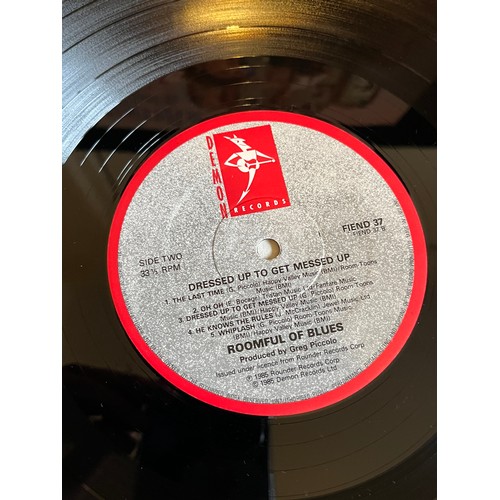 DEMON
RECORDS
FIEND 37
FIEND 37 B
SIDE TWO
33⅓ RPM
DRESSED UP TO GET MESSED UP
1. THE LAST TIME (G. Piccolo) Happy Valley Music (BMI)/Room-Toons
Music (BMI)
2. OH OH (E. Bocage) Tristan Music Ltd./Fanfare Music
3. DRESSED UP TO GET MESSED UP (G. Piccolo) Room-Toons
(BMI)/Happy Valley Music (BMI)
4. HE KNOWS THE RULES (J. McCracklin) Jewel Music Ltd
5. WHIPLASH (G. Piccolo) Room-Toons Music
(BMI)/Happy Valley Music (BMI)
ROOMFUL OF BLUES
Produced by Greg Piccolo
Issued under licence from Rounder Records Corp
℗ 1985 Rounder Records Corp.
© 1985 Demon Records Ltd.